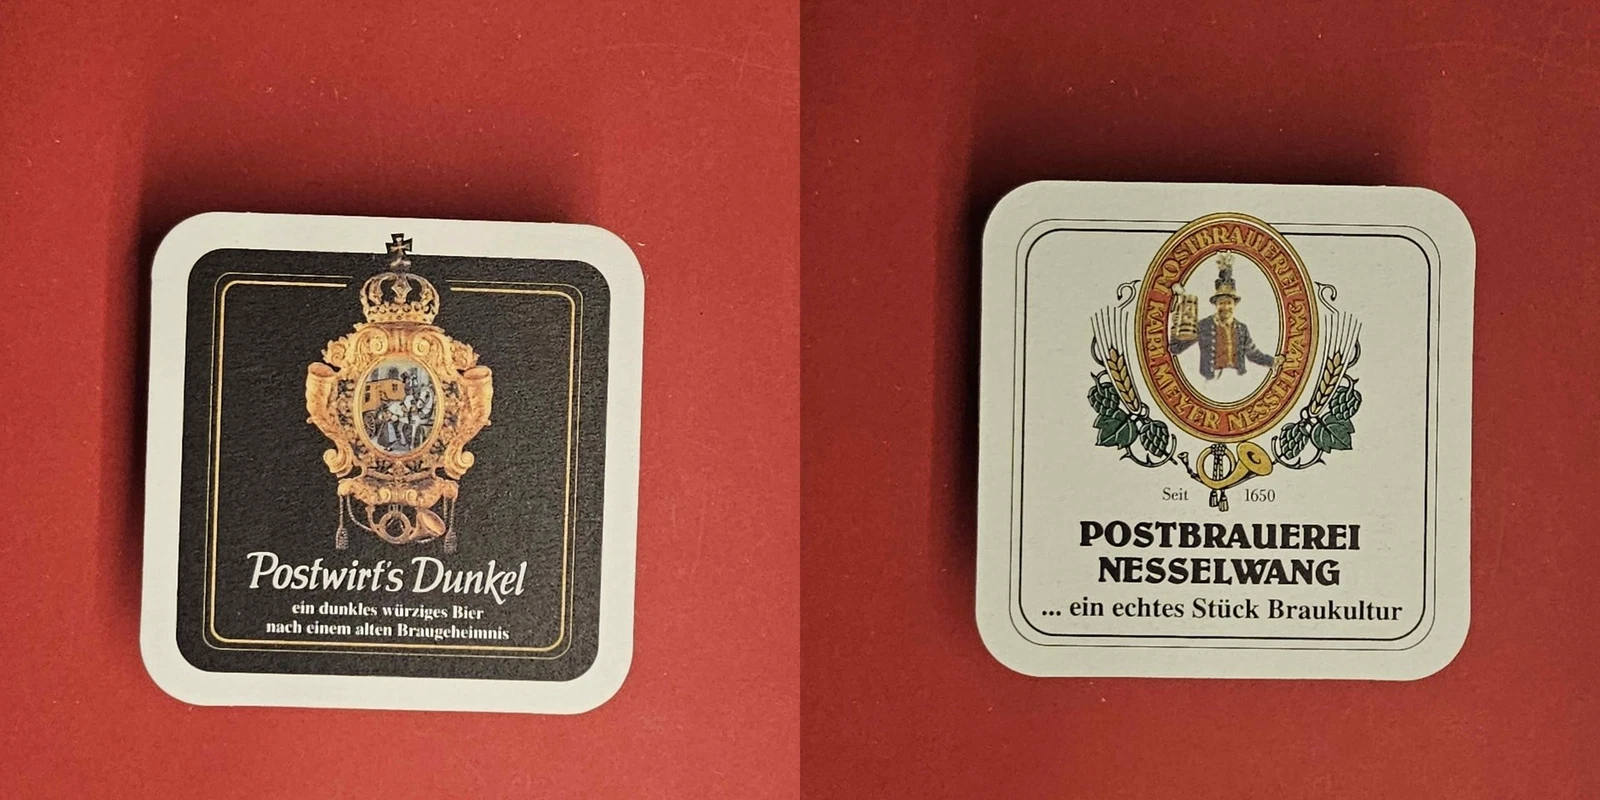 Postwirt's Dunkel
ein dunkles würziges Bier
nach einem alten Braugeheimnis
POSTBRAUEREI NESSELWANG
KARL MEYER NESSELWANG
Seit 1650
POSTBRAUEREI
NESSELWANG
... ein echtes Stück Braukultur